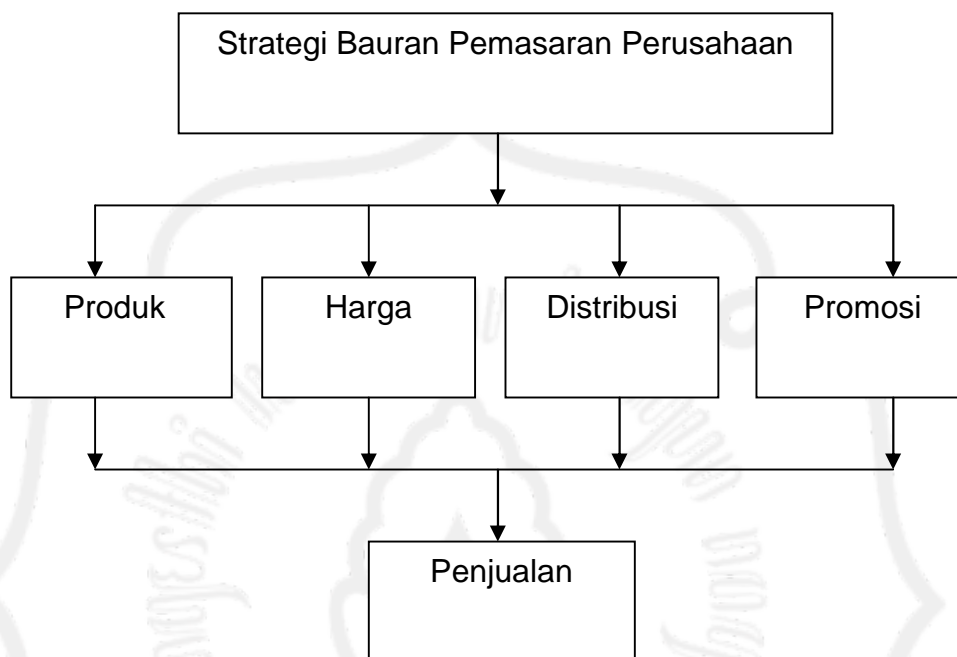 Strategi Bauran Pemasaran Perusahaan
Produk
Harga
Distribusi
Promosi
Penjualan